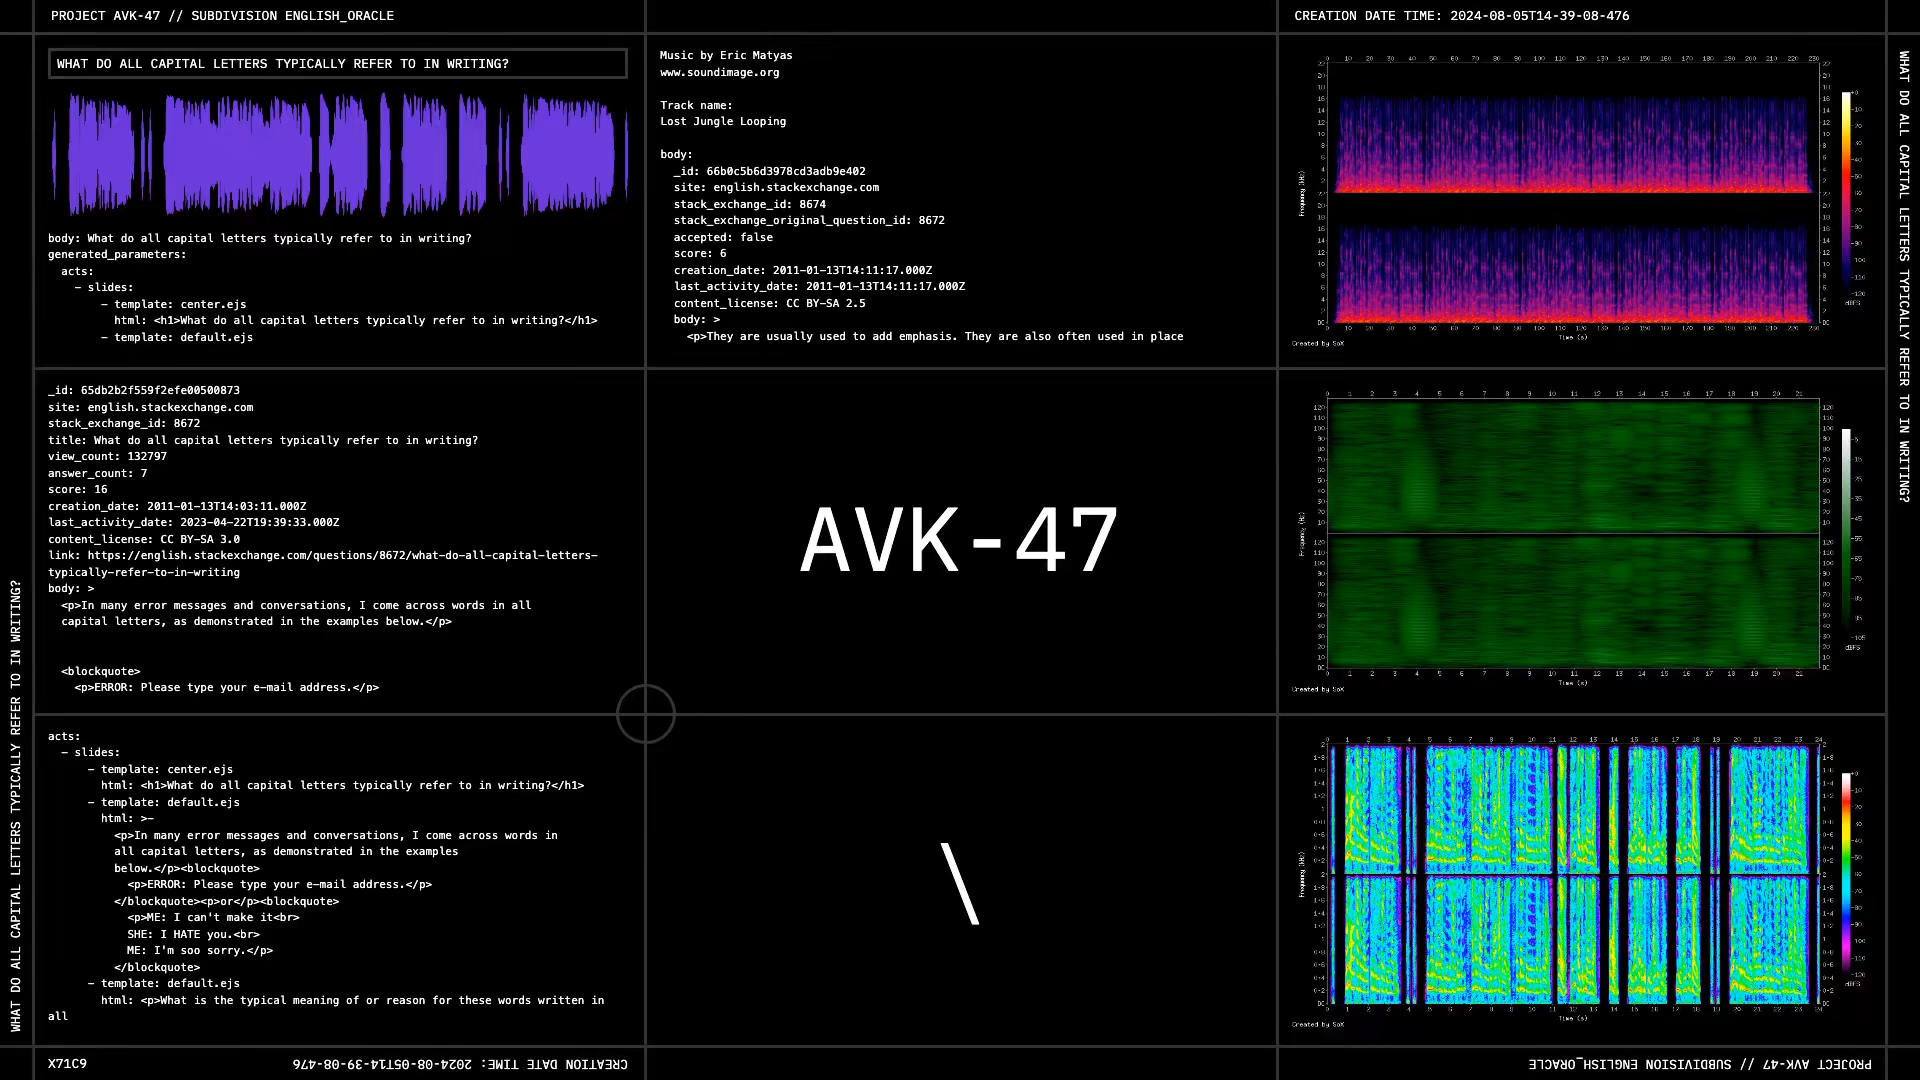 PROJECT AVK-47 // SUBDIVISION ENGLISH_ORACLE
CREATION DATE TIME: 2024-08-05T14-39-08-476
WHAT DO ALL CAPITAL LETTERS TYPICALLY REFER TO IN WRITING?
body: What do all capital letters typically refer to in writing?
generated_parameters:
acts:
- slides:
- template: center.ejs
html: <h1>What do all capital letters typically refer to in writing?</h1>
- template: default.ejs
Music by Eric Matyas
www.soundimage.org
Track name:
Lost Jungle Looping
body:
_id: 66b0c5b6d3978cd3adb9e402
site: english.stackexchange.com
stack_exchange_id: 8674
stack_exchange_original_question_id: 8672
accepted: false
score: 6
creation_date: 2011-01-13T14:11:17.000Z
last_activity_date: 2011-01-13T14:11:17.000Z
content_license: CC BY-SA 2.5
body: >
<p>They are usually used to add emphasis. They are also often used in place
Frequency (kHz)
Time (s)
dBFS
Created by SoX
WHAT DO ALL CAPITAL LETTERS TYPICALLY REFER TO IN WRITING?
_id: 65db2b2f559f2efe00500873
site: english.stackexchange.com
stack_exchange_id: 8672
title: What do all capital letters typically refer to in writing?
view_count: 132797
answer_count: 7
score: 16
creation_date: 2011-01-13T14:03:11.000Z
last_activity_date: 2023-04-22T19:39:33.000Z
content_license: CC BY-SA 3.0
link: https://english.stackexchange.com/questions/8672/what-do-all-capital-letters-
typically-refer-to-in-writing
body: >
<p>In many error messages and conversations, I come across words in all
capital letters, as demonstrated in the examples below.</p>
<blockquote>
<p>ERROR: Please type your e-mail address.</p>
AVK-47
Frequency (Hz)
Time (s)
dBFS
Created by SoX
WHAT DO ALL CAPITAL LETTERS TYPICALLY REFER TO IN WRITING?
acts:
- slides:
- template: center.ejs
html: <h1>What do all capital letters typically refer to in writing?</h1>
- template: default.ejs
html: >-
<p>In many error messages and conversations, I come across words in
all capital letters, as demonstrated in the examples
below.</p><blockquote>
<p>ERROR: Please type your e-mail address.</p>
</blockquote><p>or</p><blockquote>
<p>ME: I can't make it<br>
SHE: I HATE you.<br>
ME: I'm soo sorry.</p>
</blockquote>
- template: default.ejs
html: <p>What is the typical meaning of or reason for these words written in
all
\
Frequency (kHz)
Time (s)
dBFS
Created by SoX
X71C9
CREATION DATE TIME: 2024-08-05T14-39-08-476
PROJECT AVK-47 // SUBDIVISION ENGLISH_ORACLE